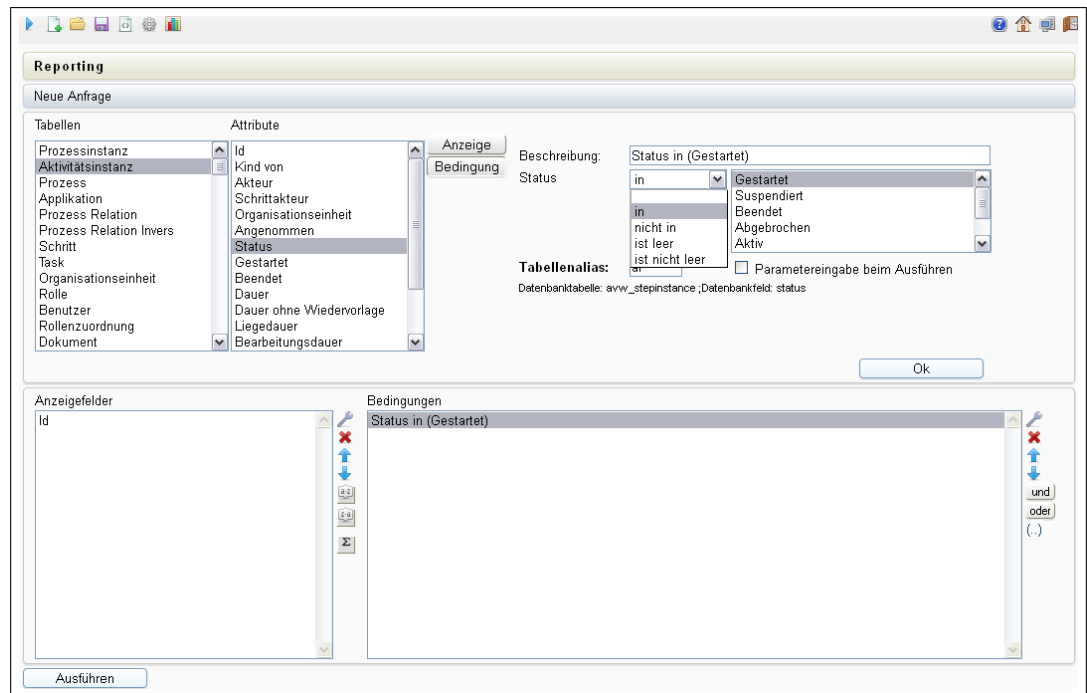 Reporting
Neue Anfrage
Tabellen
Attribute
Prozessinstanz
Aktivitätsinstanz
Prozess
Applikation
Prozess Relation
Prozess Relation Invers
Schritt
Task
Organisationseinheit
Rolle
Benutzer
Rollenzuordnung
Dokument
Id
Kind von
Akteur
Schrittakteur
Organisationseinheit
Angenommen
Status
Gestartet
Beendet
Dauer
Dauer ohne Wiedervorlage
Liegedauer
Bearbeitungsdauer
Anzeige
Bedingung
Beschreibung:
Status in (Gestartet)
Status
in
in
nicht in
ist leer
ist nicht leer
Gestartet
Suspendiert
Beendet
Abgebrochen
Aktiv
Tabellenalias:
Parametereingabe beim Ausführen
Datenbanktabelle: avw_stepinstance ;Datenbankfeld: status
Ok
Anzeigefelder
Id
a-z
z-a
Σ
Bedingungen
Status in (Gestartet)
und
oder
(..)
Ausführen